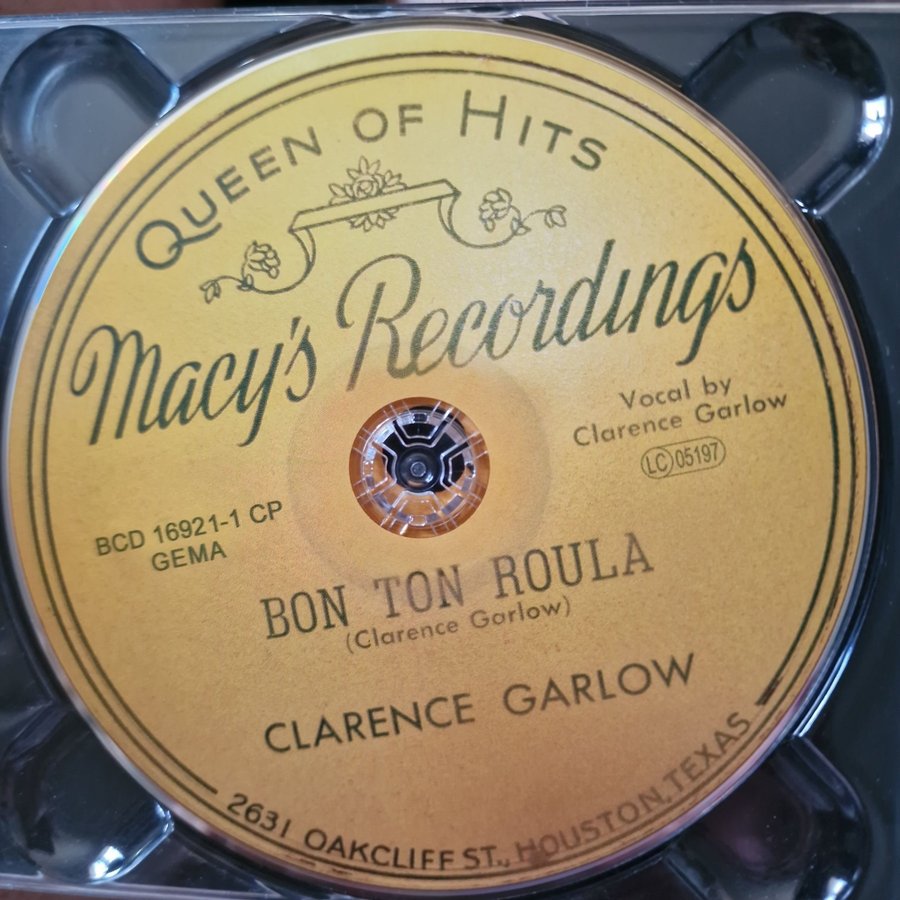 QUEEN OF HITS
Macy's Recordings
Vocal by
Clarence Garlow
LC 05197
BCD 16921-1 CP
GEMA
BON TON ROULA
(Clarence Garlow)
CLARENCE GARLOW
2631 OAKCLIFF ST., HOUSTON, TEXAS